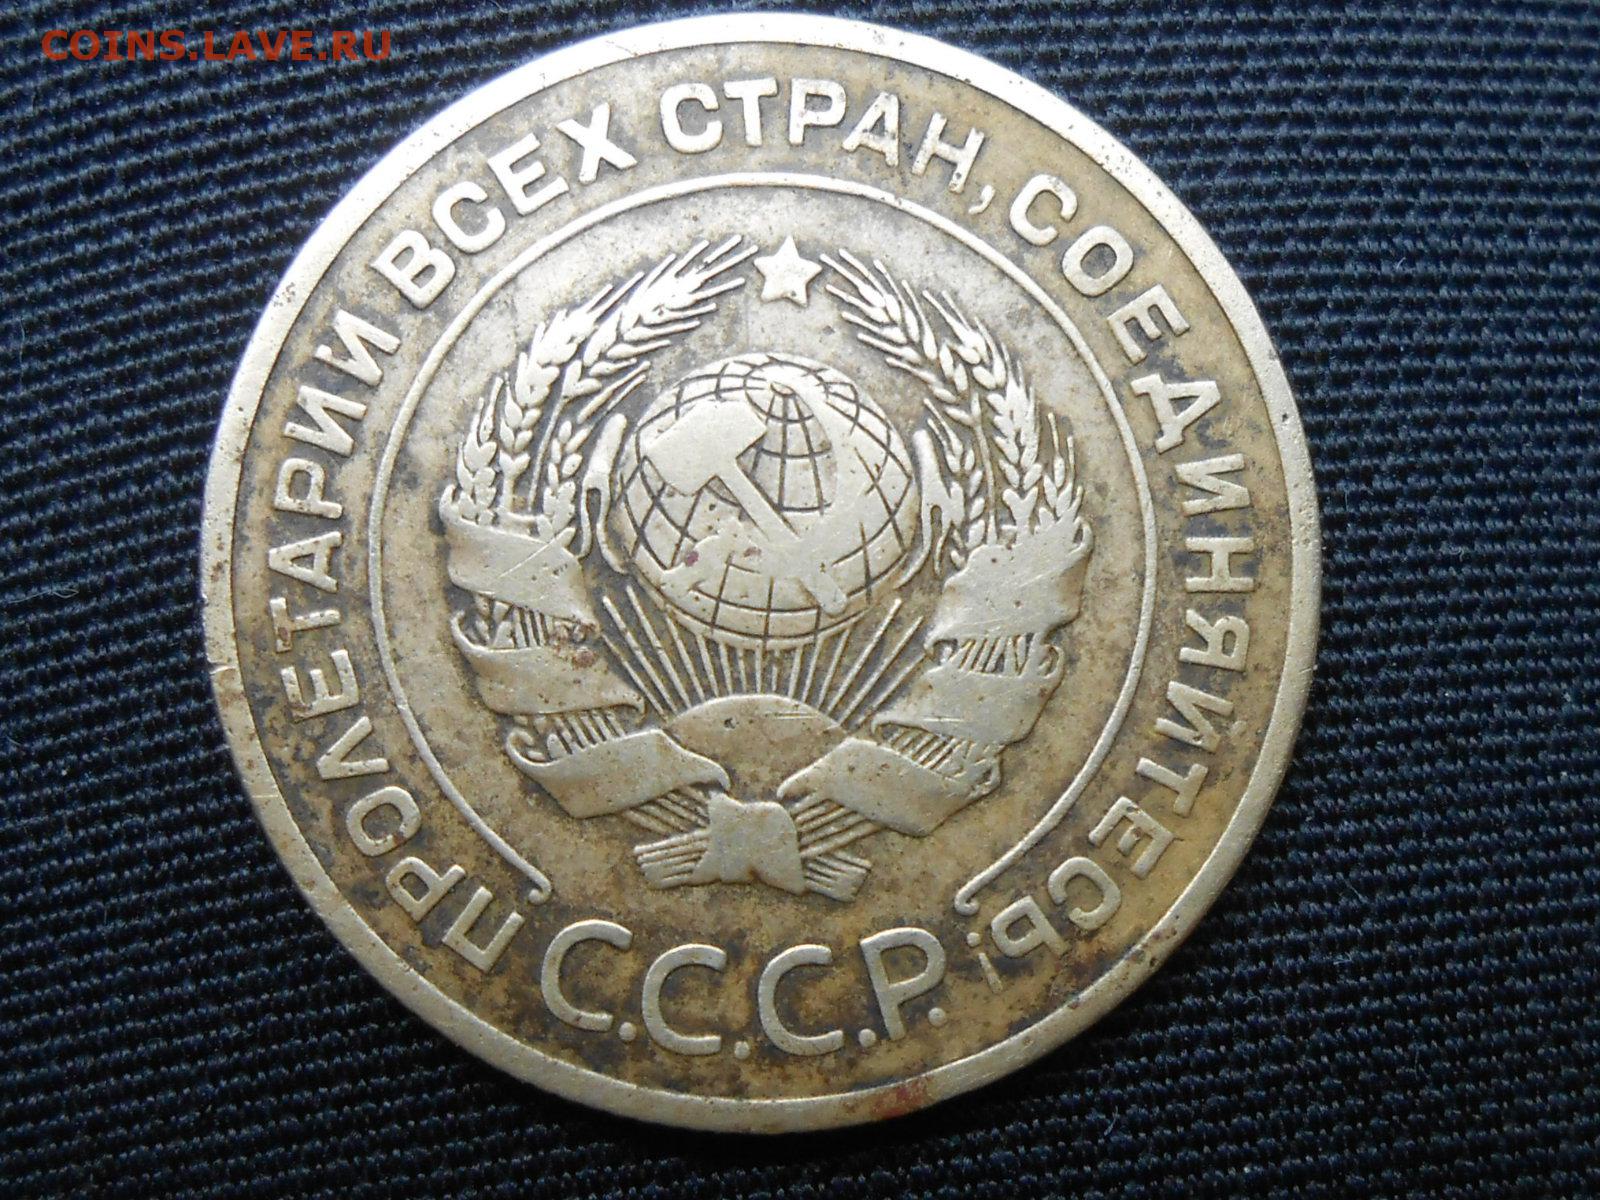 COINS.LAVE.RU
ПРОЛЕТАРИИ ВСЕХ СТРАН, СОЕДИНЯЙТЕСЬ!
С.С.С.Р.